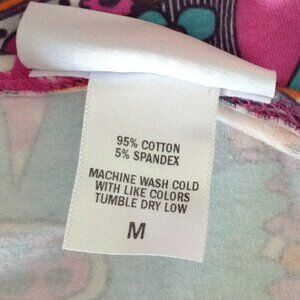 95% COTTON
5% SPANDEX
MACHINE WASH COLD
WITH LIKE COLORS
TUMBLE DRY LOW
M